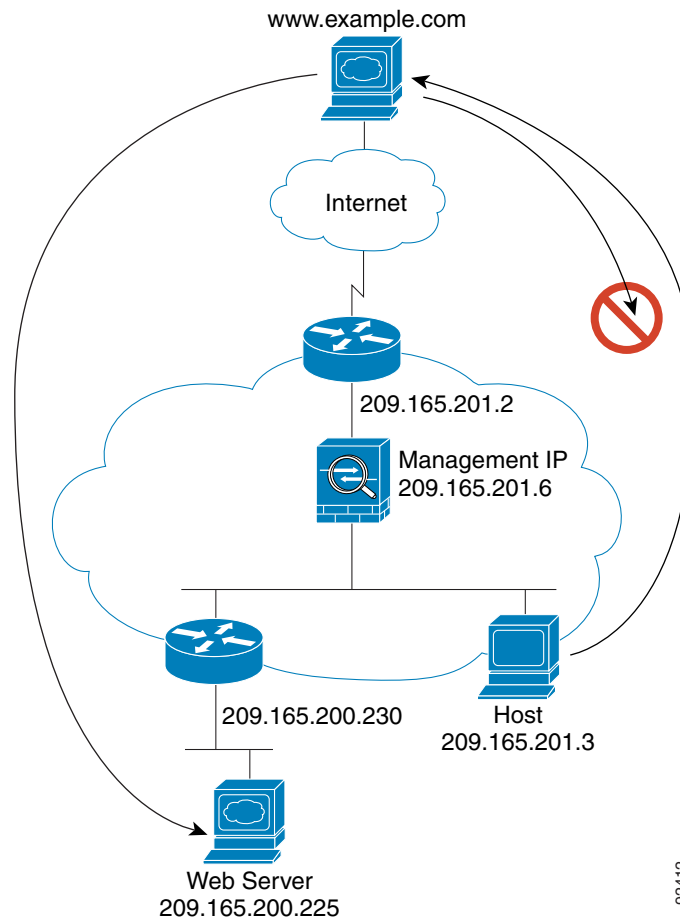 www.example.com
Internet
209.165.201.2
Management IP
209.165.201.6
209.165.200.230
Host
209.165.201.3
Web Server
209.165.200.225